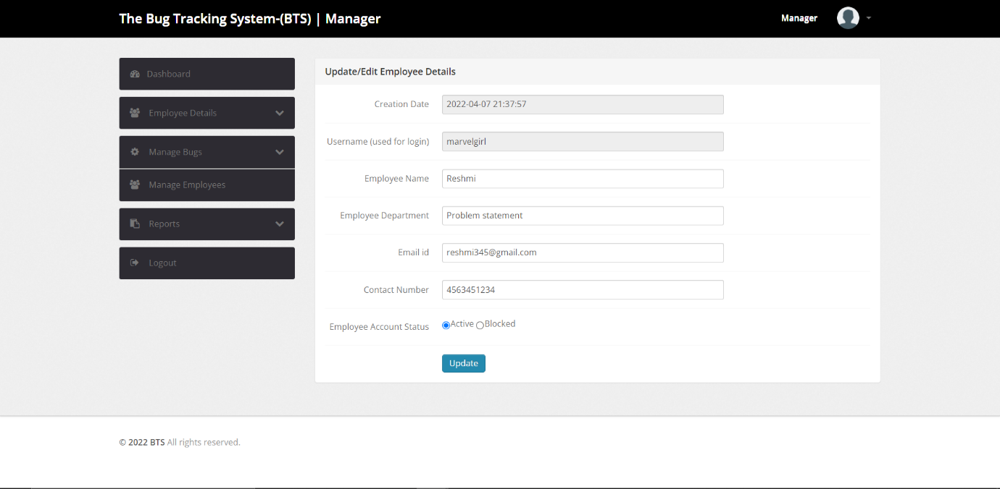 The Bug Tracking System-(BTS) | Manager
Manager
Dashboard
Employee Details
Manage Bugs
Manage Employees
Reports
Logout
Update/Edit Employee Details
Creation Date 2022-04-07 21:37:57
Username (used for login) marvelgirl
Employee Name Reshmi
Employee Department Problem statement
Email id reshmi345@gmail.com
Contact Number 4563451234
Employee Account Status Active Blocked
Update
© 2022 BTS All rights reserved.